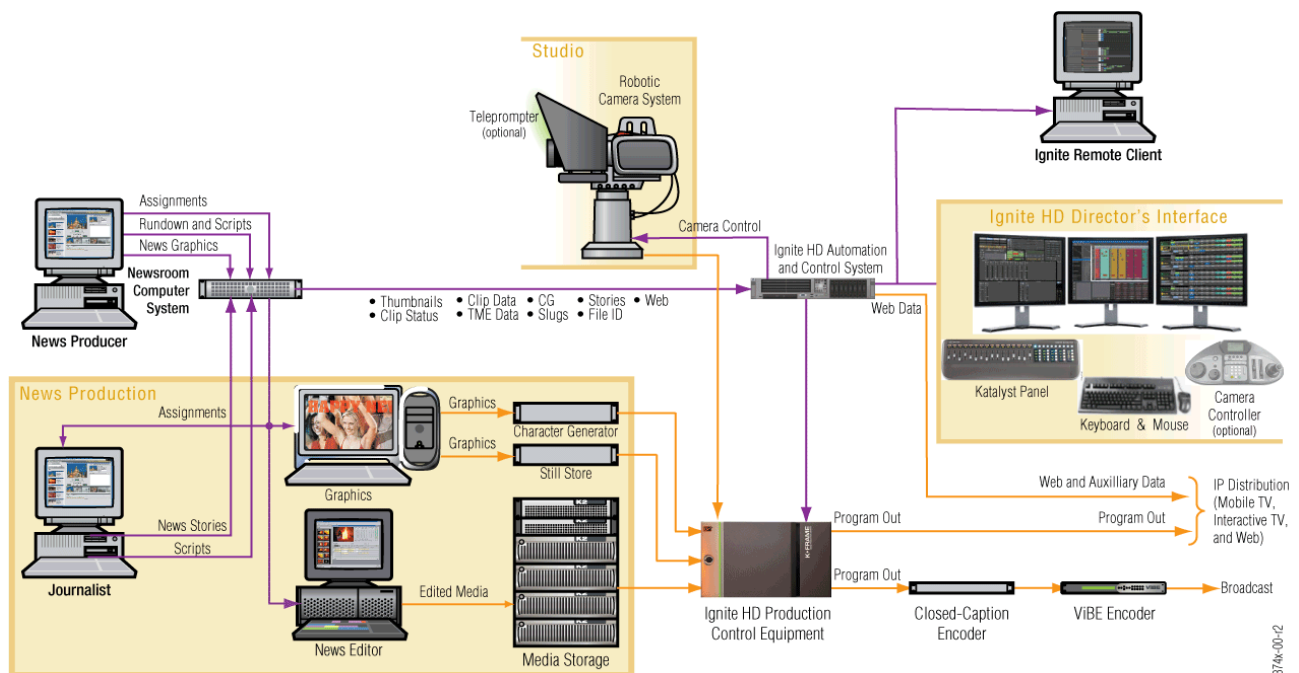 Studio
Robotic
Camera System
Teleprompter
(optional)
Ignite Remote Client
Assignments
Rundown and Scripts
News Graphics
Newsroom
Computer
System
News Producer
Camera Control
Ignite HD Automation
and Control System
Web Data
• Thumbnails • Clip Data • CG • Stories • Web
• Clip Status • TME Data • Slugs • File ID
Ignite HD Director's Interface
Katalyst Panel
Keyboard & Mouse
Camera
Controller
(optional)
News Production
Assignments
Journalist
News Stories
Scripts
HAPPY NEW
Graphics
Graphics
Graphics
Character Generator
Still Store
News Editor
Edited Media
Media Storage
K-FRAME
Ignite HD Production
Control Equipment
Program Out
Program Out
Web and Auxilliary Data
Program Out
IP Distribution
(Mobile TV,
Interactive TV,
and Web)
Closed-Caption
Encoder
ViBE Encoder
Broadcast
374x-00-r2